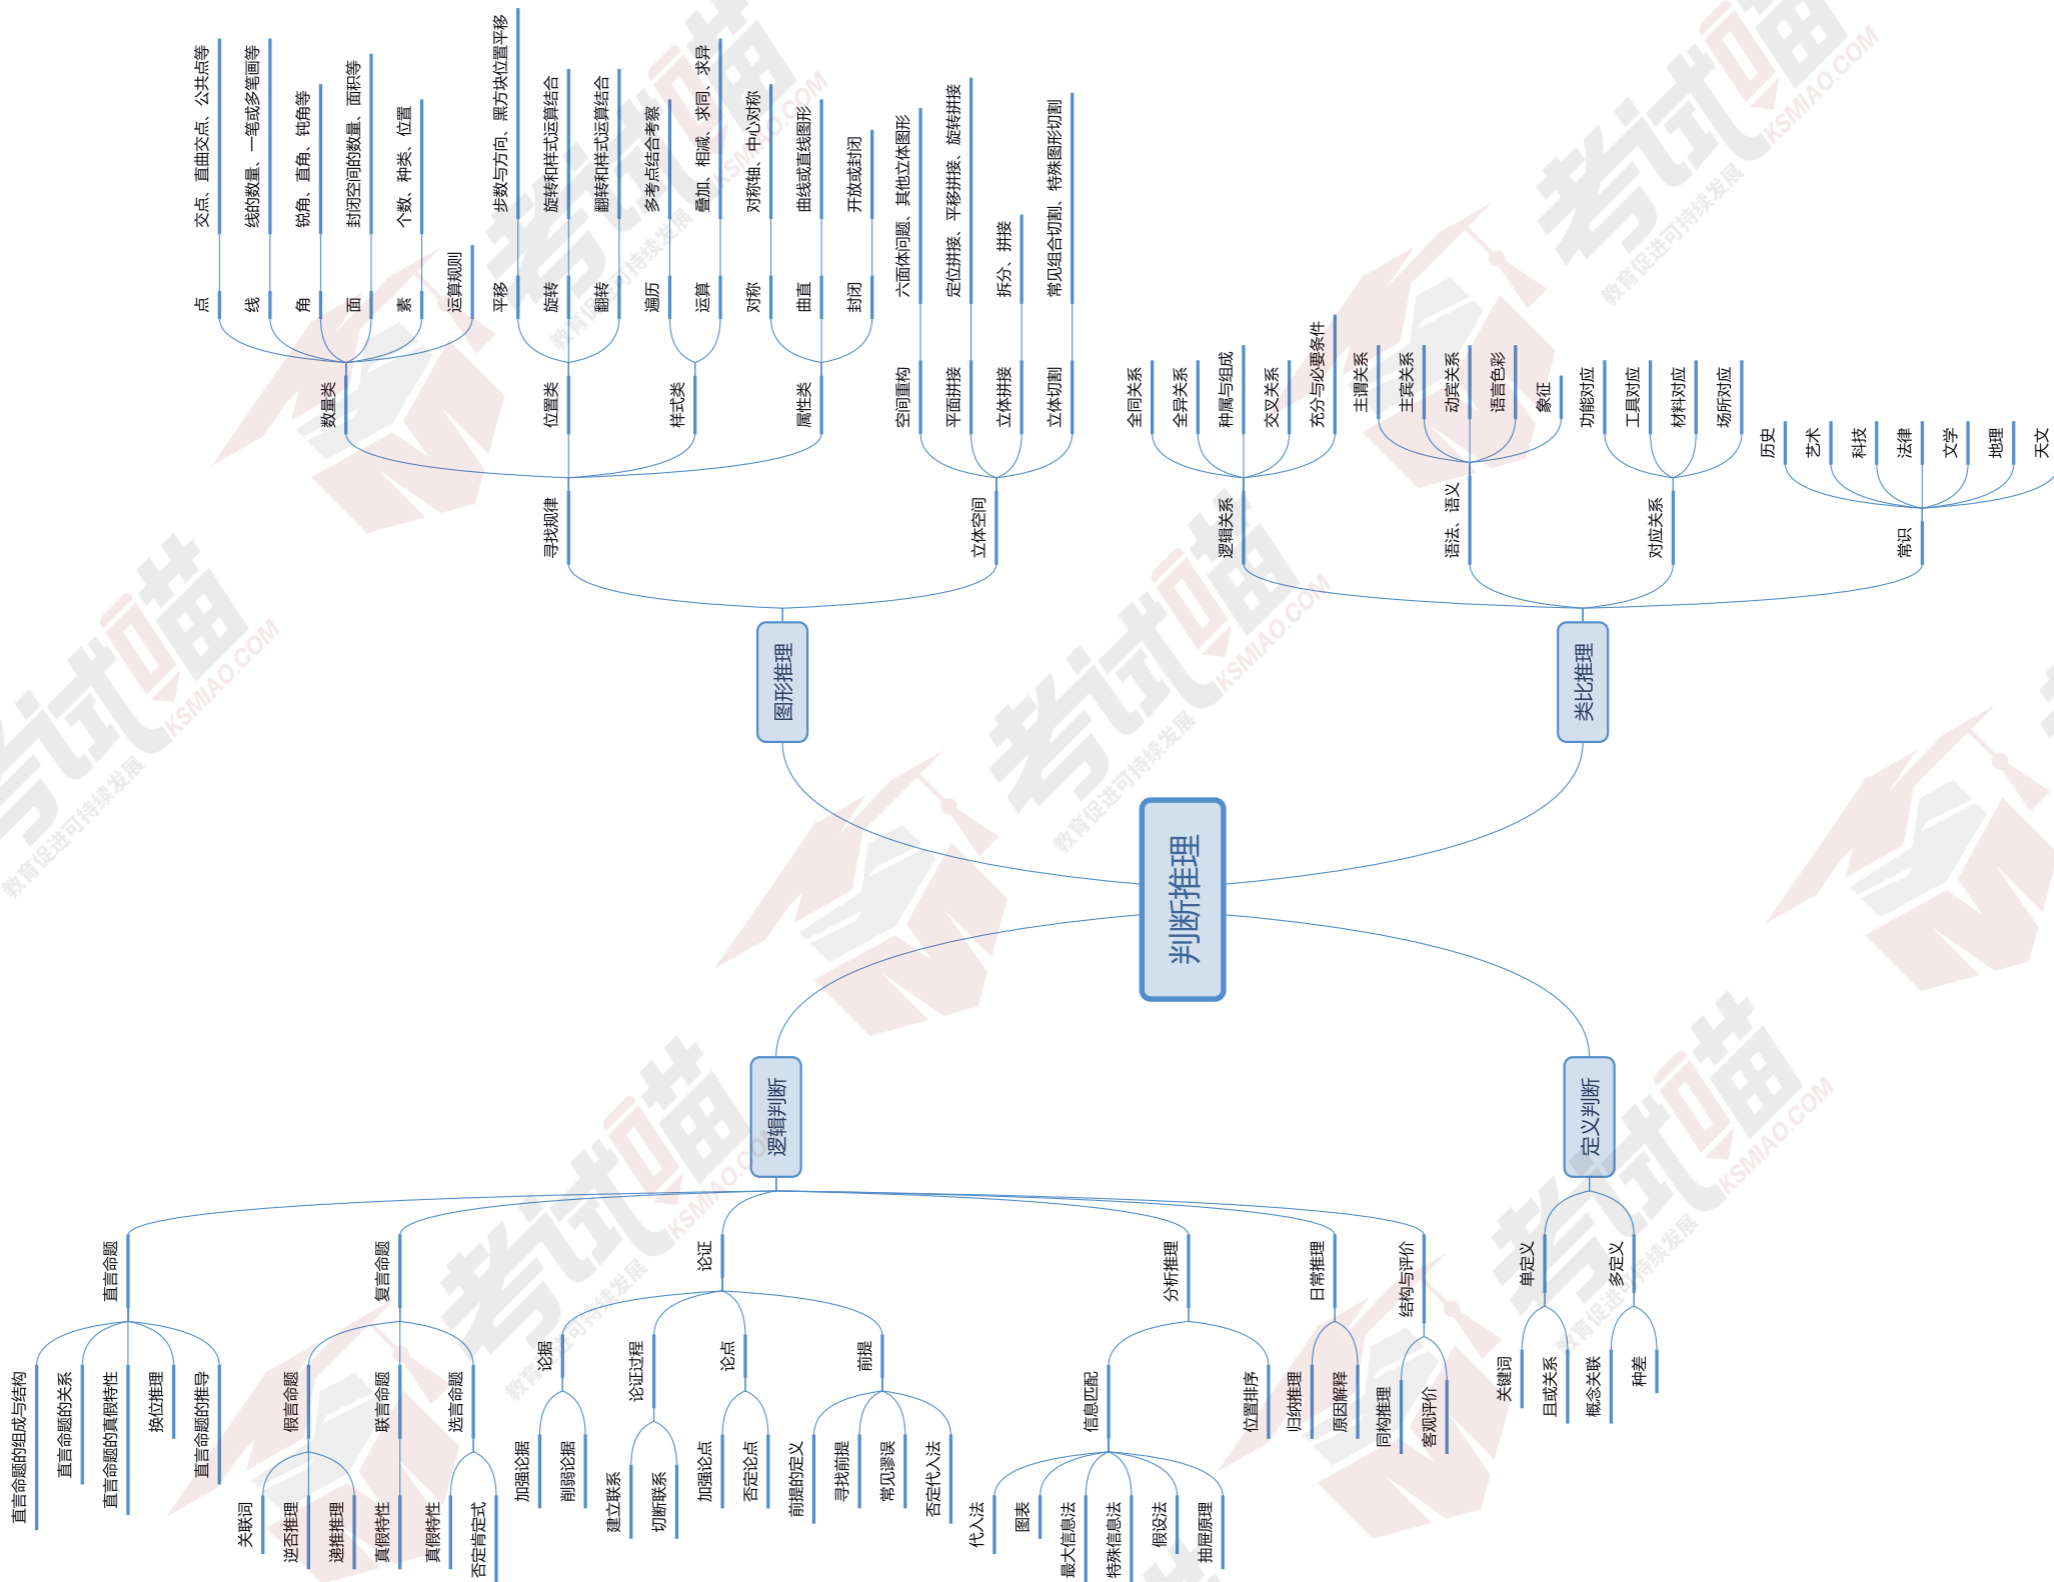 判断推理
图形推理
寻找规律
数量类
点
交点、直曲交点、公共点等
线
线的数量、一笔或多笔画等
角
锐角、直角、钝角等
面
封闭空间的数量、面积等
素
个数、种类、位置
运算规则
位置类
平移
步数与方向、黑方块位置平移
旋转
旋转和样式运算结合
翻转
翻转和样式运算结合
样式类
遍历
多考点结合考察
运算
叠加、相减、求同、求异
属性类
对称
对称轴、中心对称
曲直
曲线或直线图形
封闭
开放或封闭
立体空间
空间重构
六面体问题、其他立体图形
平面拼接
定位拼接、平移拼接、旋转拼接
立体拼接
拆分、拼接
立体切割
常见组合切割、特殊图形切割
类比推理
逻辑关系
全同关系
全异关系
种属与组成
交叉关系
充分与必要条件
语法、语义
主谓关系
主宾关系
动宾关系
语言色彩
象征
对应关系
功能对应
工具对应
材料对应
场所对应
常识
历史
艺术
科技
法律
文学
地理
天文
逻辑判断
直言命题
直言命题的组成与结构
直言命题的关系
直言命题的真假特性
换位推理
直言命题的推导
复言命题
假言命题
关联词
逆否推理
递推推理
联言命题
真假特性
选言命题
真假特性
否定肯定式
论证
论据
加强论据
削弱论据
论证过程
建立联系
切断联系
论点
加强论点
否定论点
前提
前提的定义
寻找前提
常见谬误
否定代入法
分析推理
信息匹配
代入法
图表
最大信息法
特殊信息法
假设法
抽屉原理
位置排序
日常推理
归纳推理
原因解释
结构与评价
同构推理
客观评价
定义判断
单定义
关键词
且或关系
多定义
概念关联
种差
考试喵
KSMIAO.COM
教育促进可持续发展